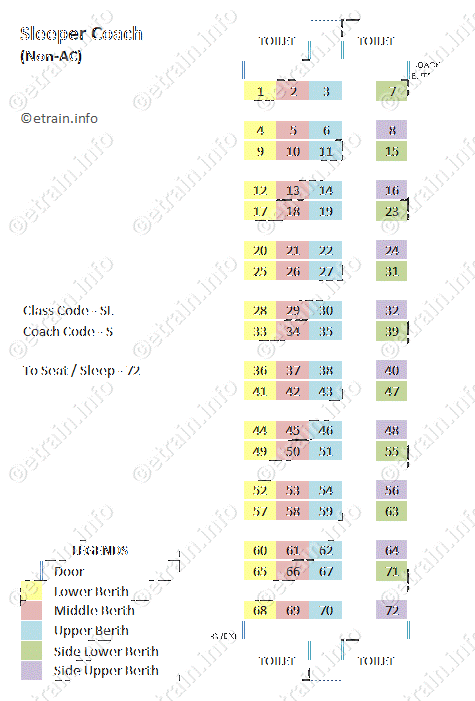 Sleeper Coach
(Non-AC)
©etrain.info
TOILET TOILET
1 2 3 7
4 5 6 8
9 10 11 15
12 13 14 16
17 18 19 23
20 21 22 24
25 26 27 31
28 29 30 32
33 34 35 39
36 37 38 40
41 42 43 47
44 45 46 48
49 50 51 55
52 53 54 56
57 58 59 63
60 61 62 64
65 66 67 71
68 69 70 72
TOILET TOILET
Class Code - SL
Coach Code - S
To Seat / Sleep - 72
LEGENDS
Door
Lower Berth
Middle Berth
Upper Berth
Side Lower Berth
Side Upper Berth